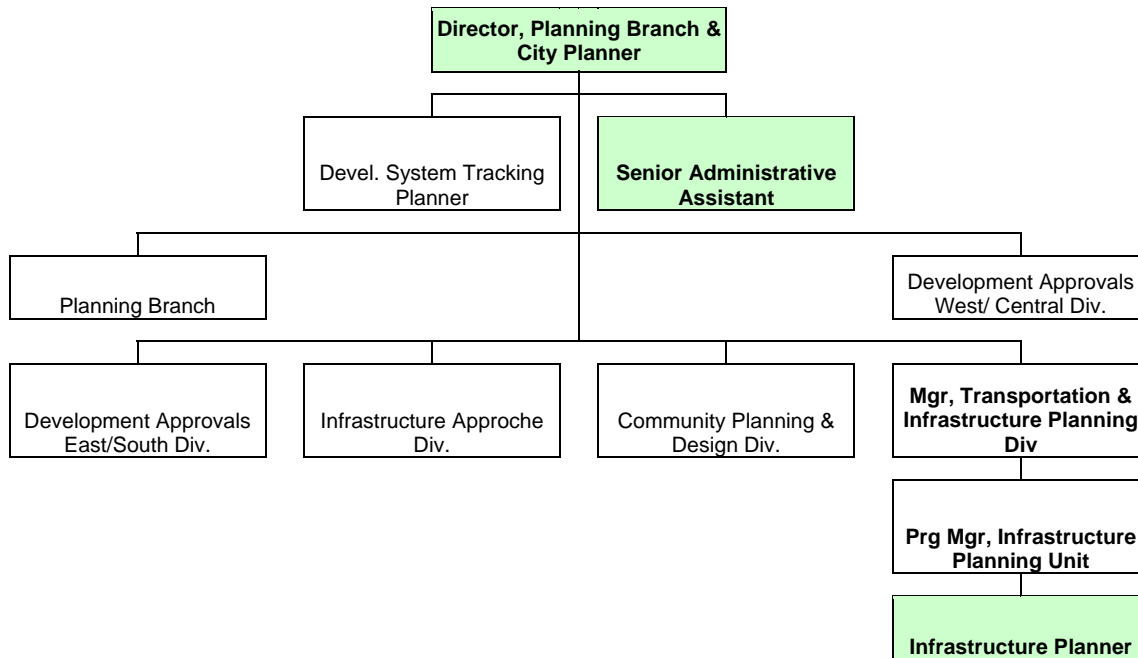 Director, Planning Branch &
City Planner
Devel. System Tracking
Planner
Senior Administrative
Assistant
Planning Branch
Development Approvals
West/ Central Div.
Development Approvals
East/South Div.
Infrastructure Approche
Div.
Community Planning &
Design Div.
Mgr, Transportation &
Infrastructure Planning
Div
Prg Mgr, Infrastructure
Planning Unit
Infrastructure Planner